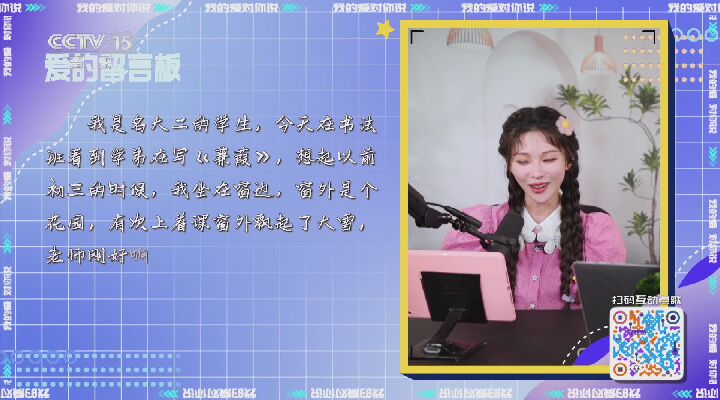 我的爱对你说
CCTV 15
爱的留言板
我是名大二的学生，今天在书法
班看到学弟在写《蒹葭》，想起以前
初三的时候，我坐在窗边，窗外是个
花园，有次上着课窗外飘起了大雪，
老师刚好啊
扫码互动点歌